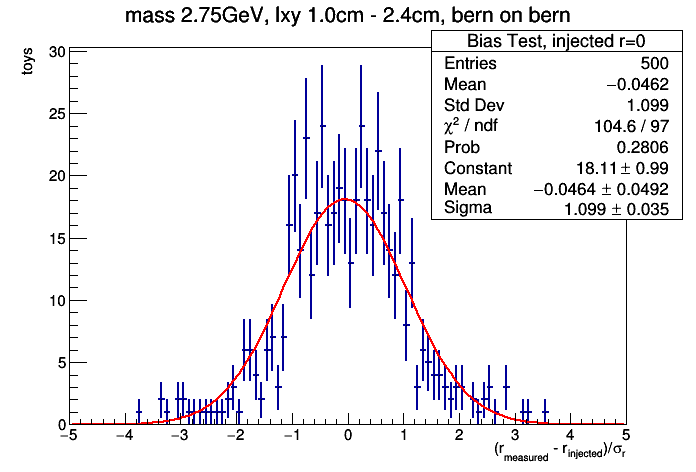 mass 2.75GeV, lxy 1.0cm - 2.4cm, bern on bern
Bias Test, injected r=0
Entries 500
Mean −0.0462
Std Dev 1.099
χ² / ndf 104.6 / 97
Prob 0.2806
Constant 18.11 ± 0.99
Mean −0.0464 ± 0.0492
Sigma 1.099 ± 0.035
toys
30
25
20
15
10
5
0
−5 −4 −3 −2 −1 0 1 2 3 4 5
(r_measured - r_injected)/σ_r